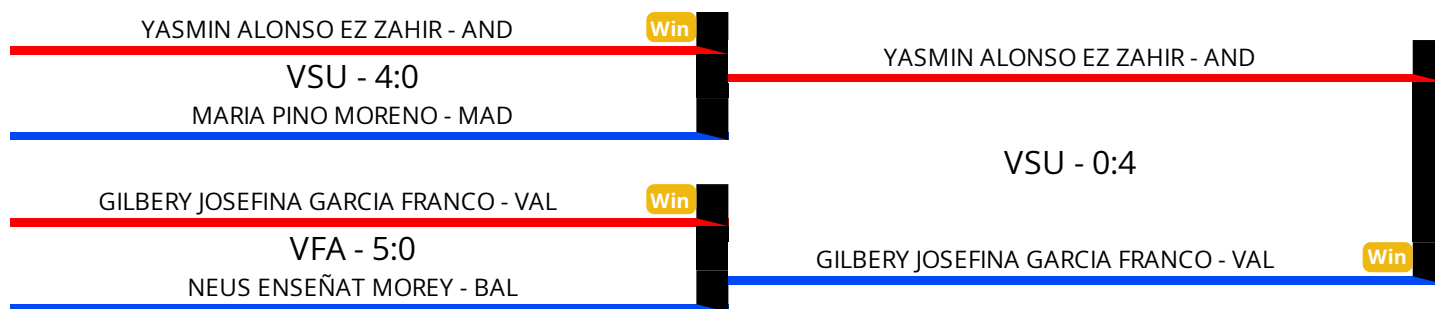 YASMIN ALONSO EZ ZAHIR - AND
Win
VSU - 4:0
MARIA PINO MORENO - MAD
GILBERY JOSEFINA GARCIA FRANCO - VAL
Win
VFA - 5:0
NEUS ENSEÑAT MOREY - BAL
YASMIN ALONSO EZ ZAHIR - AND
VSU - 0:4
GILBERY JOSEFINA GARCIA FRANCO - VAL
Win